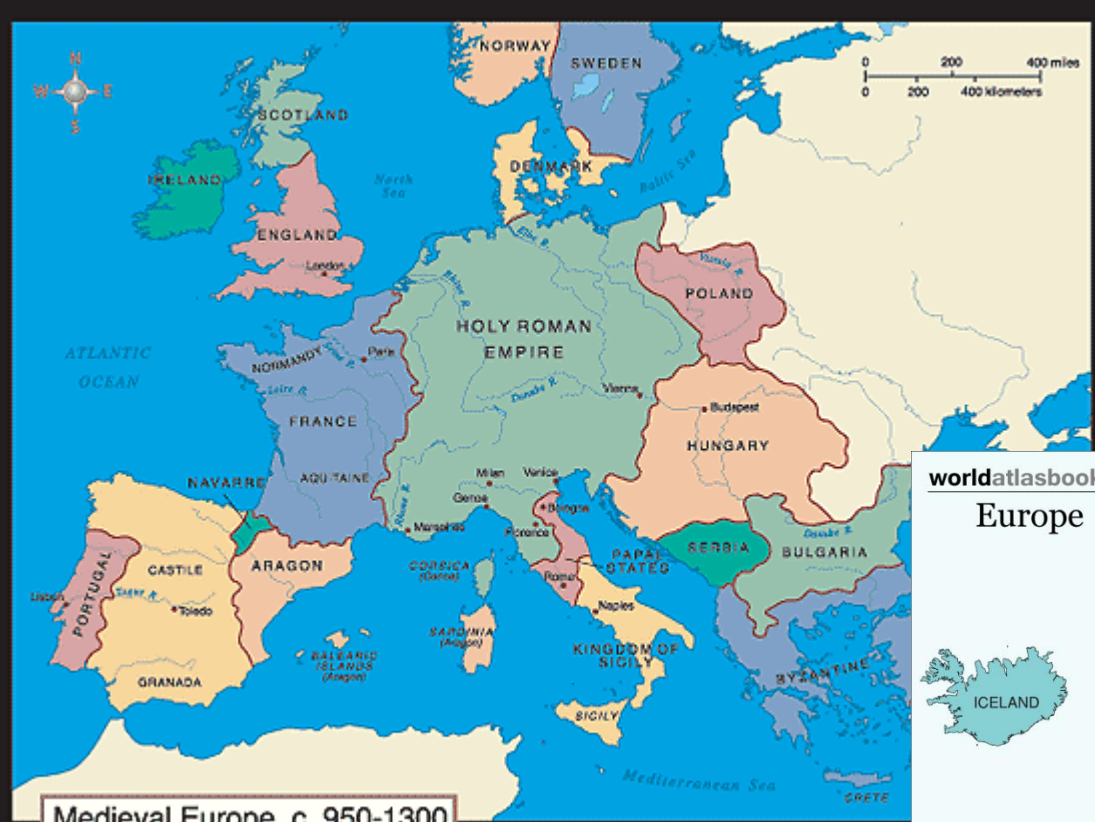 N
W E
S
NORWAY
SWEDEN
0 200 400 miles
0 200 400 kilometers
SCOTLAND
IRELAND
North
Sea
DENMARK
Baltic Sea
ENGLAND
London
Elbe R.
Rhine R.
Vistula R.
POLAND
HOLY ROMAN
EMPIRE
ATLANTIC
OCEAN
NORMANDY
Paris
Loire R.
Danube R.
Vienna
Budapest
FRANCE
HUNGARY
AQUITAINE
NAVARRE
Milan
Venice
Genoa
Rhone R.
Marseilles
Bologna
Florence
SERBIA
Danube R.
BULGARIA
PAPAL
STATES
CORSICA
(Genoa)
Rome
ARAGON
CASTILE
PORTUGAL
Lisbon
Tagus R.
Toledo
Naples
SARDINIA
(Aragon)
BALEARIC
ISLANDS
(Aragon)
KINGDOM OF
SICILY
BYZANTINE
GRANADA
SICILY
Mediterranean Sea
CRETE
Medieval Europe, c. 950-1300
worldatlasbook
Europe
ICELAND